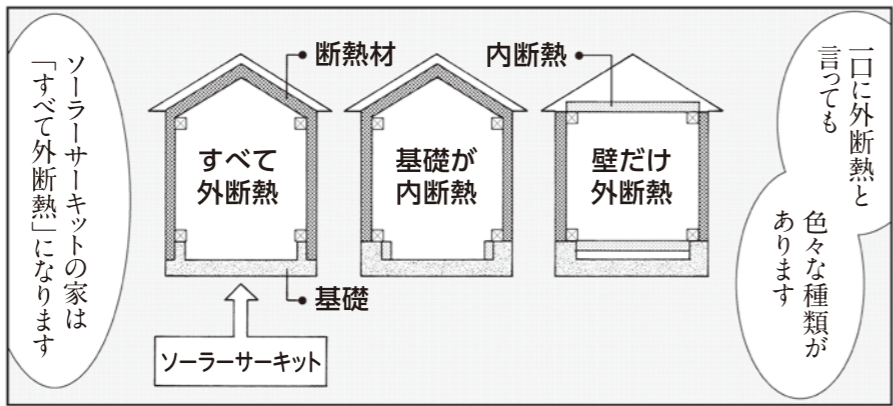 一口に外断熱と
言っても
色々な種類が
あります
内断熱
壁だけ
外断熱
基礎が
内断熱
断熱材
すべて
外断熱
基礎
ソーラーサーキット
ソーラーサーキットの家は
「すべて外断熱」になります